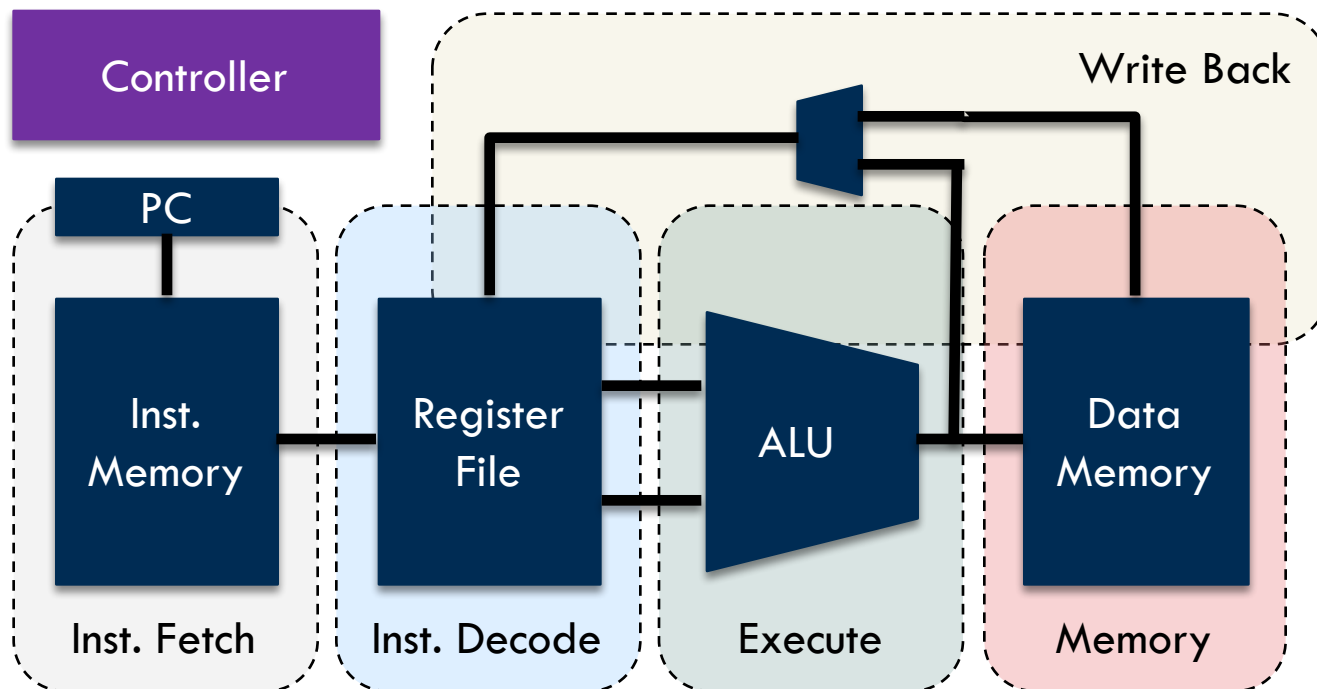 Controller
Write Back
PC
Inst.
Memory
Register
File
ALU
Data
Memory
Inst. Fetch
Inst. Decode
Execute
Memory